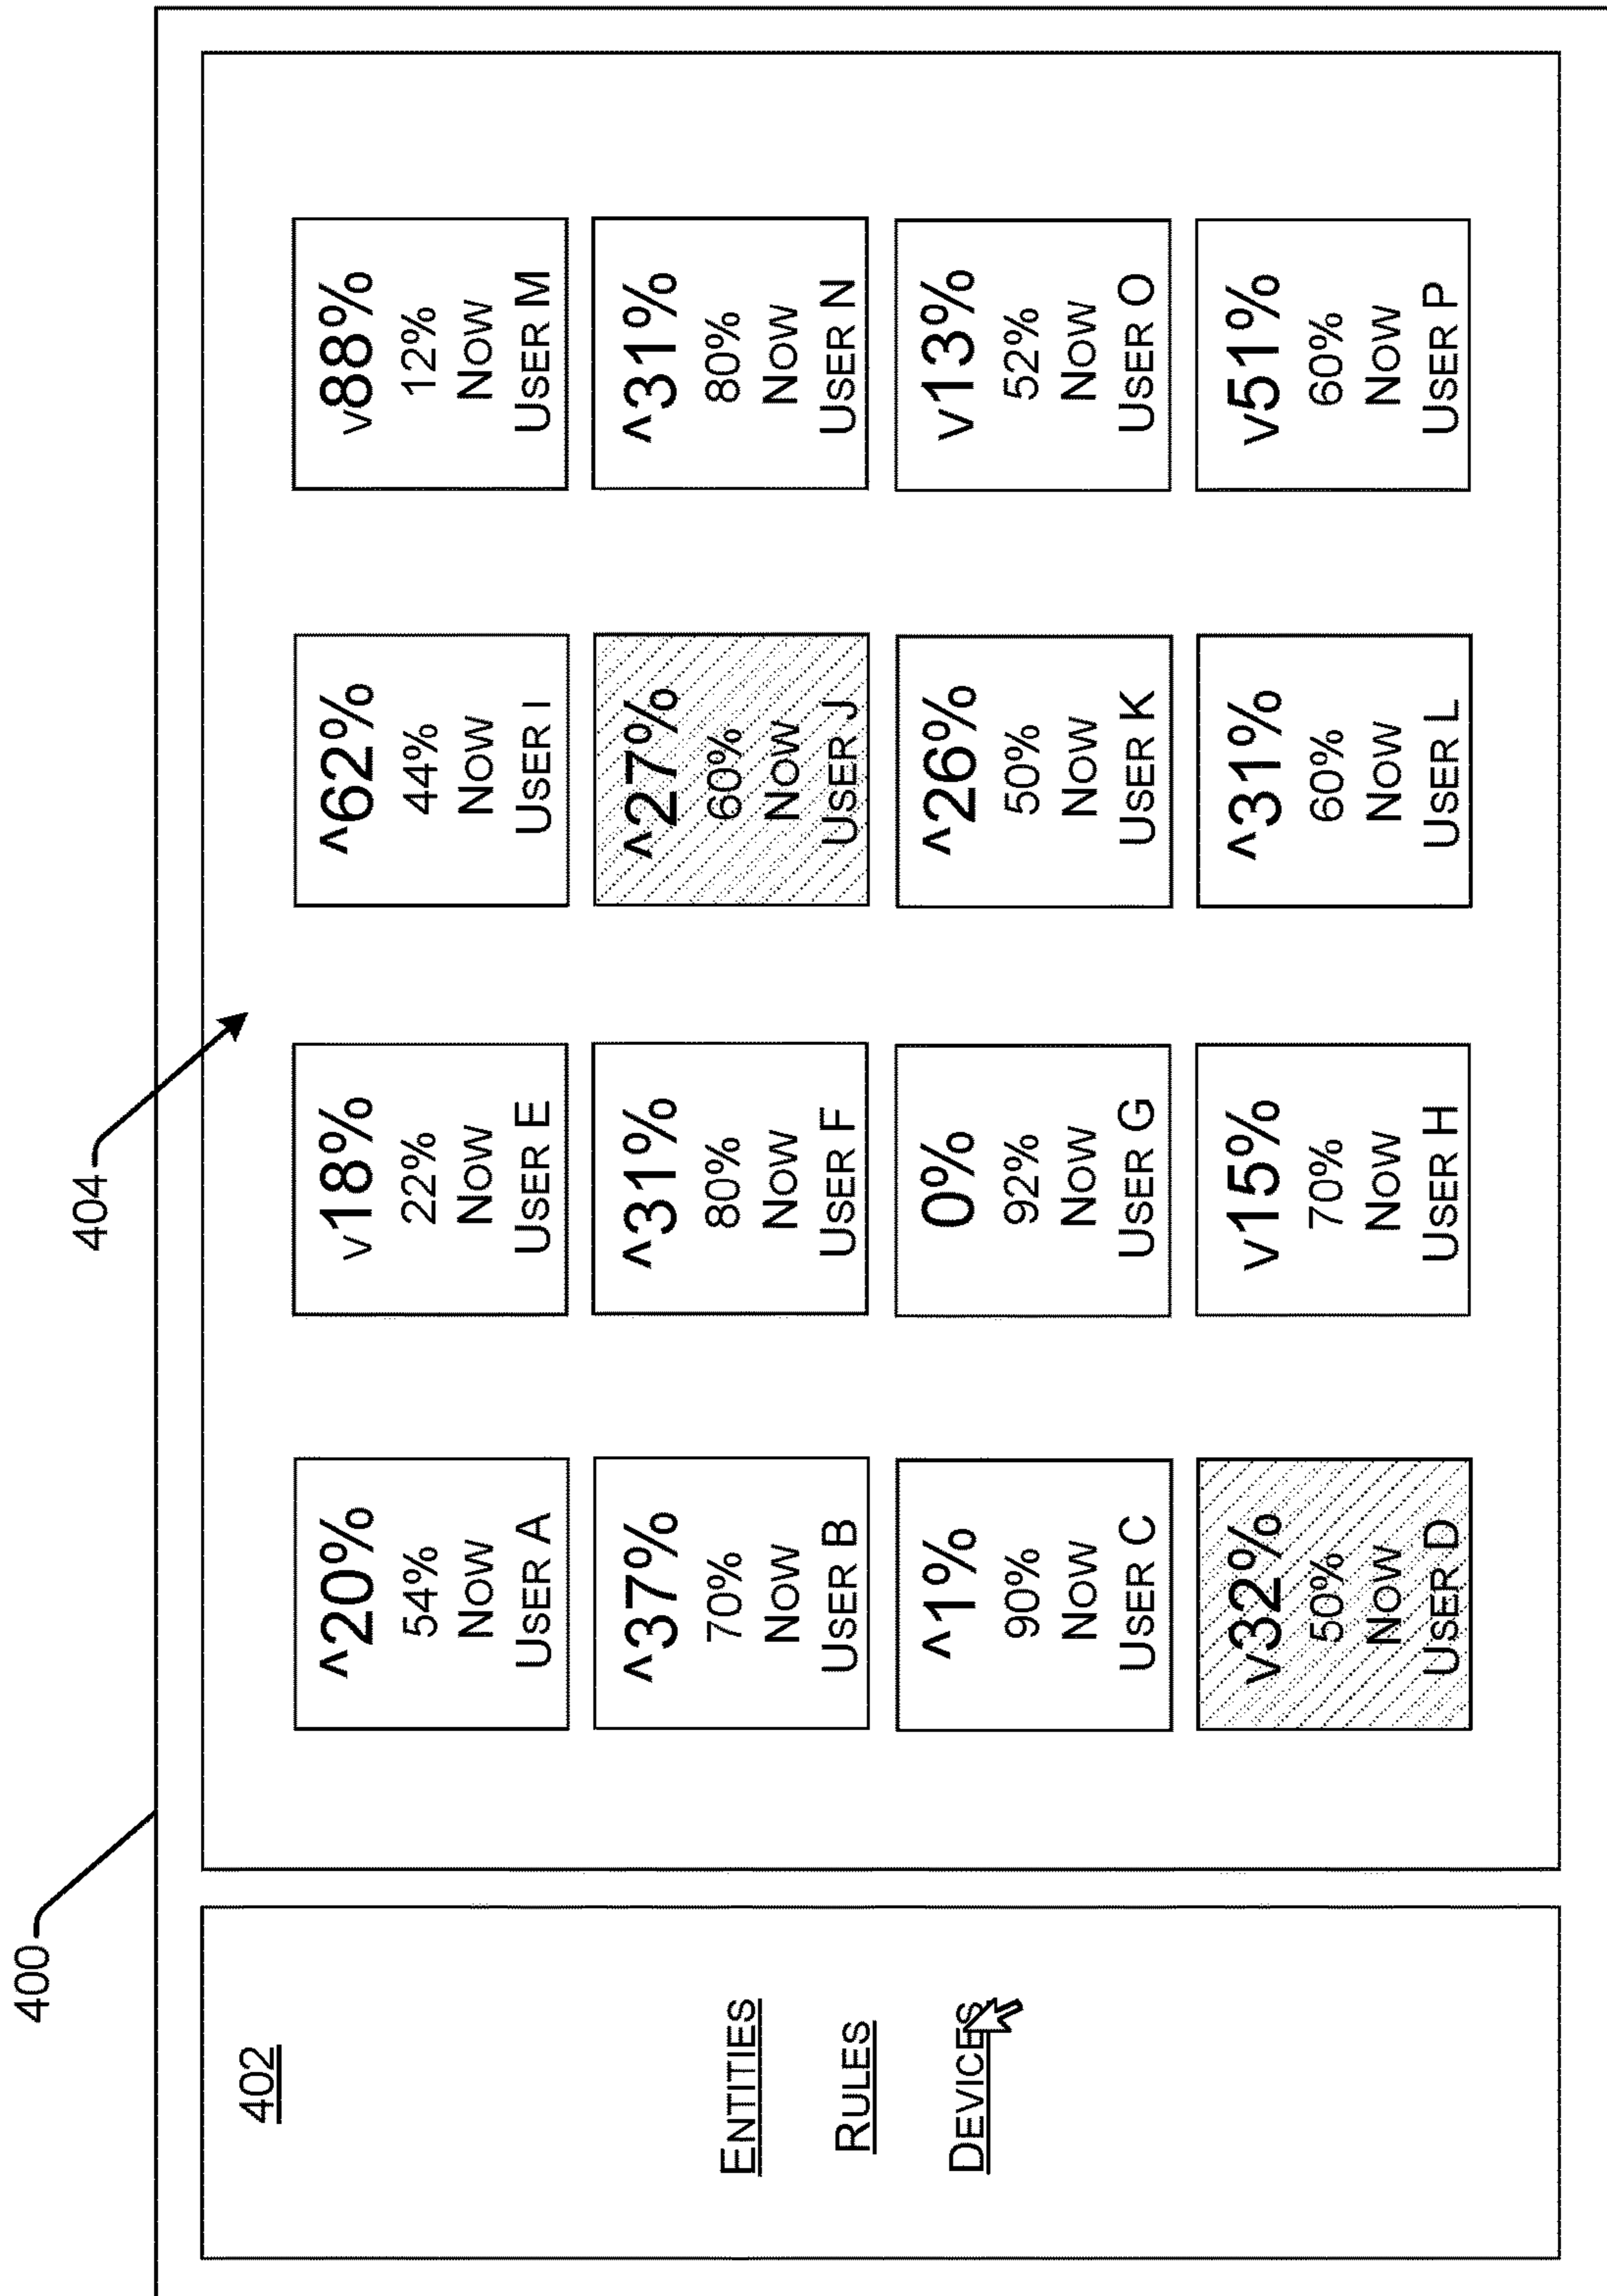 400
404
402
ENTITIES
RULES
DEVICES
^20%
54%
NOW
USER A
v18%
22%
NOW
USER E
^62%
44%
NOW
USER I
v88%
12%
NOW
USER M
^37%
70%
NOW
USER B
^31%
80%
NOW
USER F
^27%
60%
NOW
USER J
^31%
80%
NOW
USER N
^1%
90%
NOW
USER C
0%
92%
NOW
USER G
^26%
50%
NOW
USER K
v13%
52%
NOW
USER O
v32%
50%
NOW
USER D
v15%
70%
NOW
USER H
^31%
60%
NOW
USER L
v51%
60%
NOW
USER P